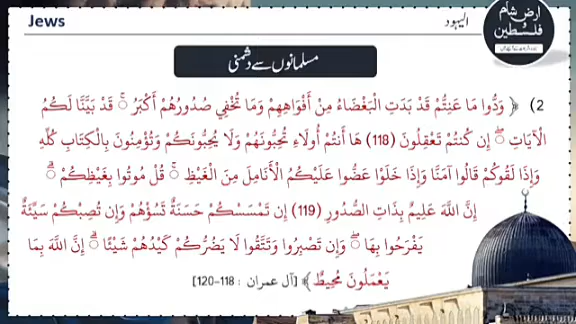 Jews
اليہود
ارض شام
فلسطین
مسلمانوں سے دشمنی
2) ﴿ وَدُّوا مَا عَنِتُّمْ قَدْ بَدَتِ الْبَغْضَاءُ مِنْ أَفْوَاهِهِمْ وَمَا تُخْفِي صُدُورُهُمْ أَكْبَرُ ۚ قَدْ بَيَّنَّا لَكُمُ
الْآيَاتِ ۖ إِن كُنتُمْ تَعْقِلُونَ (118) هَا أَنتُمْ أُولَاءِ تُحِبُّونَهُمْ وَلَا يُحِبُّونَكُمْ وَتُؤْمِنُونَ بِالْكِتَابِ كُلِّهِ
وَإِذَا لَقُوكُمْ قَالُوا آمَنَّا وَإِذَا خَلَوْا عَضُّوا عَلَيْكُمُ الْأَنَامِلَ مِنَ الْغَيْظِ ۚ قُلْ مُوتُوا بِغَيْظِكُمْ ۗ
إِنَّ اللَّهَ عَلِيمٌ بِذَاتِ الصُّدُورِ (119) إِن تَمْسَسْكُمْ حَسَنَةٌ تَسُؤْهُمْ وَإِن تُصِبْكُمْ سَيِّئَةٌ
يَفْرَحُوا بِهَا ۖ وَإِن تَصْبِرُوا وَتَتَّقُوا لَا يَضُرُّكُمْ كَيْدُهُمْ شَيْئًا ۗ إِنَّ اللَّهَ بِمَا
يَعْمَلُونَ مُحِيطٌ ﴾ [آل عمران : 118-120]